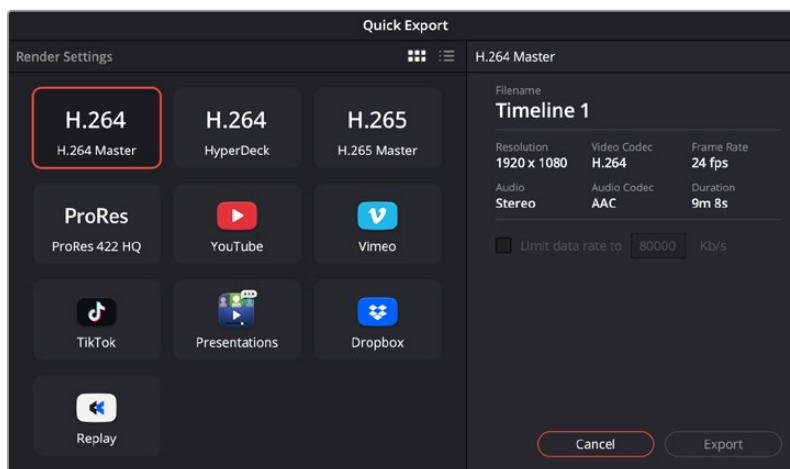 Quick Export
Render Settings
H.264 Master
H.264
H.264 Master
H.264
HyperDeck
H.265
H.265 Master
ProRes
ProRes 422 HQ
YouTube
Vimeo
TikTok
Presentations
Dropbox
Replay
Filename
Timeline 1
Resolution Video Codec Frame Rate
1920 x 1080 H.264 24 fps
Audio Audio Codec Duration
Stereo AAC 9m 8s
Limit data rate to 80000 Kb/s
Cancel Export